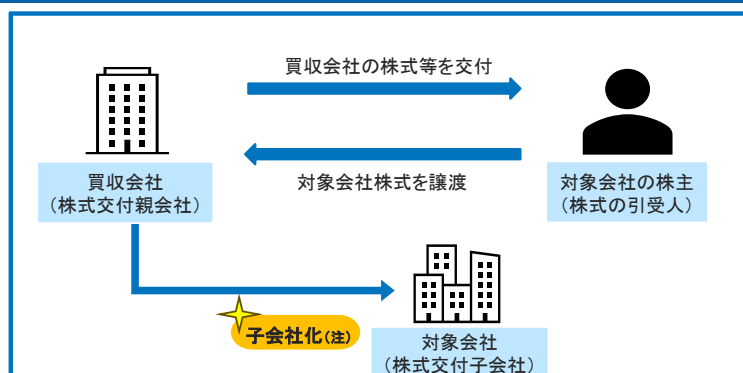 買収会社の株式等を交付
買収会社
（株式交付親会社）
対象会社株式を譲渡
対象会社の株主
（株式の引受人）
子会社化(注)
対象会社
（株式交付子会社）